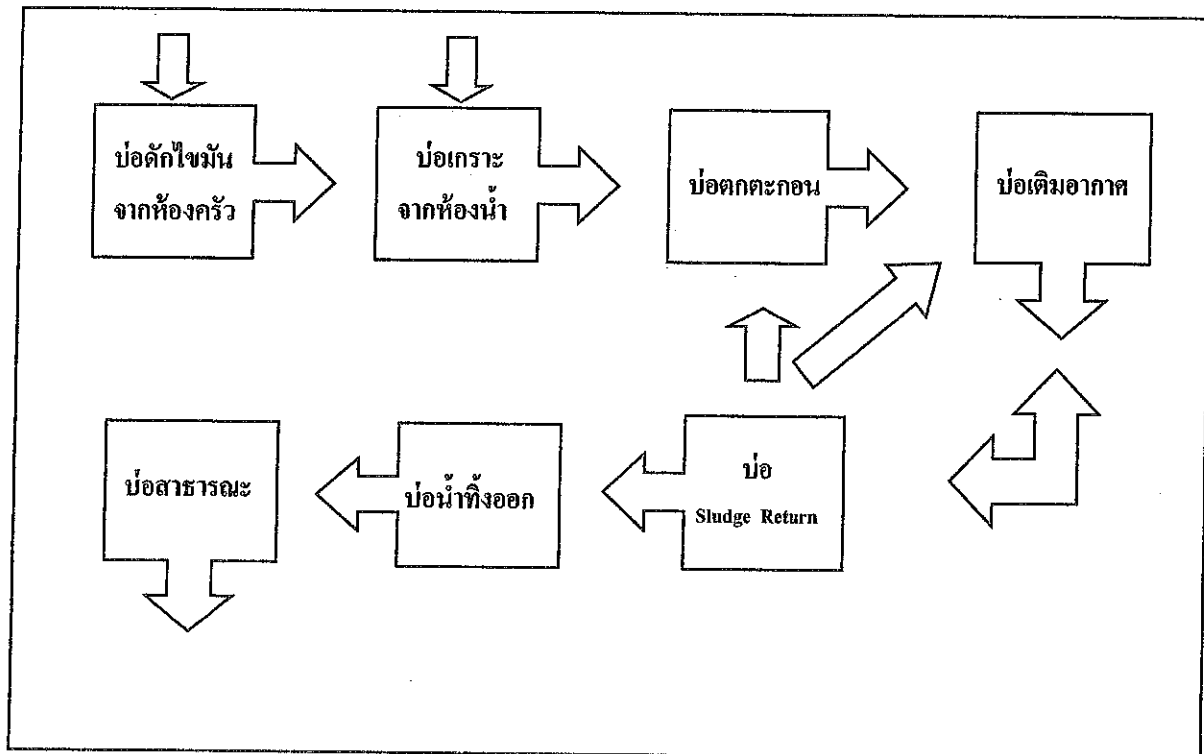 บ่อดักไขมัน
จากห้องครัว
บ่อเกราะ
จากห้องน้ำ
บ่อตกตะกอน
บ่อเติมอากาศ
บ่อสาธารณะ
บ่อน้ำทิ้งออก
บ่อ
Sludge Return